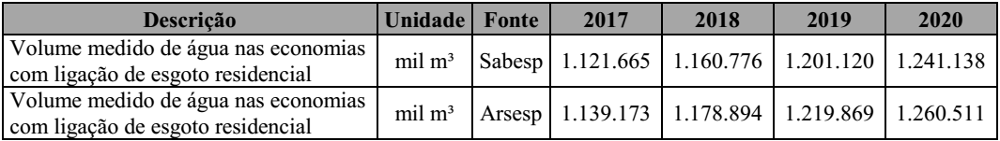 Descrição Unidade Fonte 2017 2018 2019 2020
Volume medido de água nas economias
com ligação de esgoto residencial mil m³ Sabesp 1.121.665 1.160.776 1.201.120 1.241.138
Volume medido de água nas economias
com ligação de esgoto residencial mil m³ Arsesp 1.139.173 1.178.894 1.219.869 1.260.511